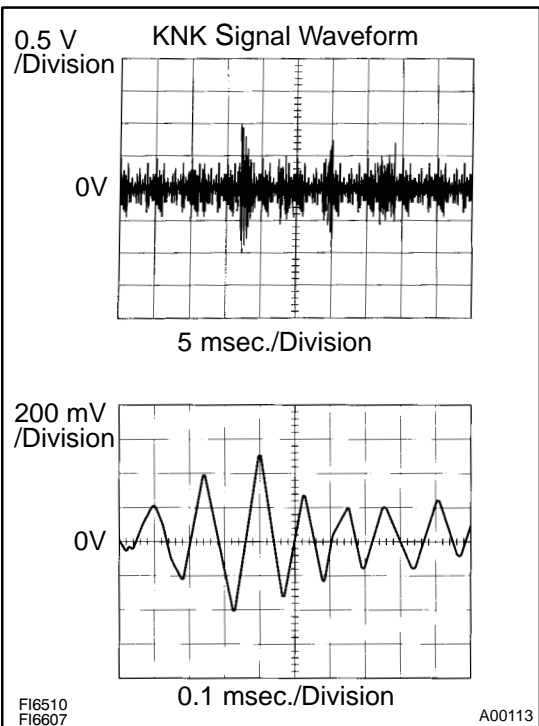 0.5 V
/Division
KNK Signal Waveform
0V
5 msec./Division
200 mV
/Division
0V
0.1 msec./Division
FI6510
FI6607
A00113